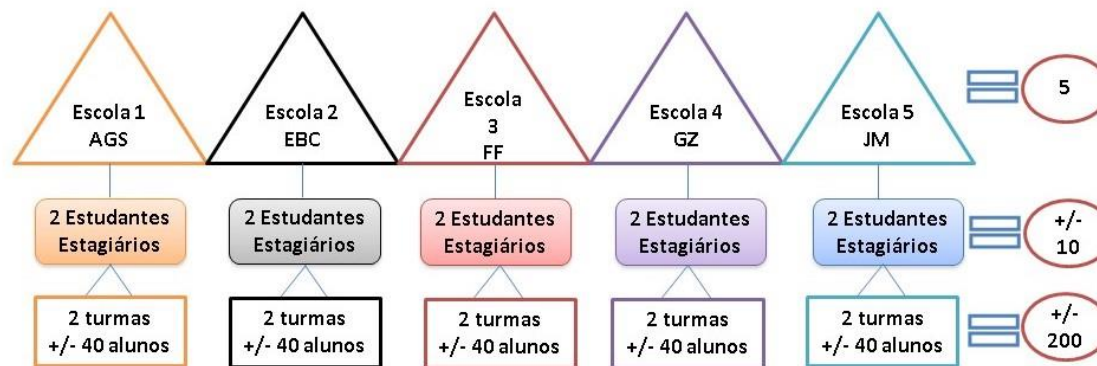 Escola 1
AGS
Escola 2
EBC
Escola
3
FF
Escola 4
GZ
Escola 5
JM
5
2 Estudantes
Estagiários
2 Estudantes
Estagiários
2 Estudantes
Estagiários
2 Estudantes
Estagiários
2 Estudantes
Estagiários
+/-
10
2 turmas
+/- 40 alunos
2 turmas
+/- 40 alunos
2 turmas
+/- 40 alunos
2 turmas
+/- 40 alunos
2 turmas
+/- 40 alunos
+/-
200